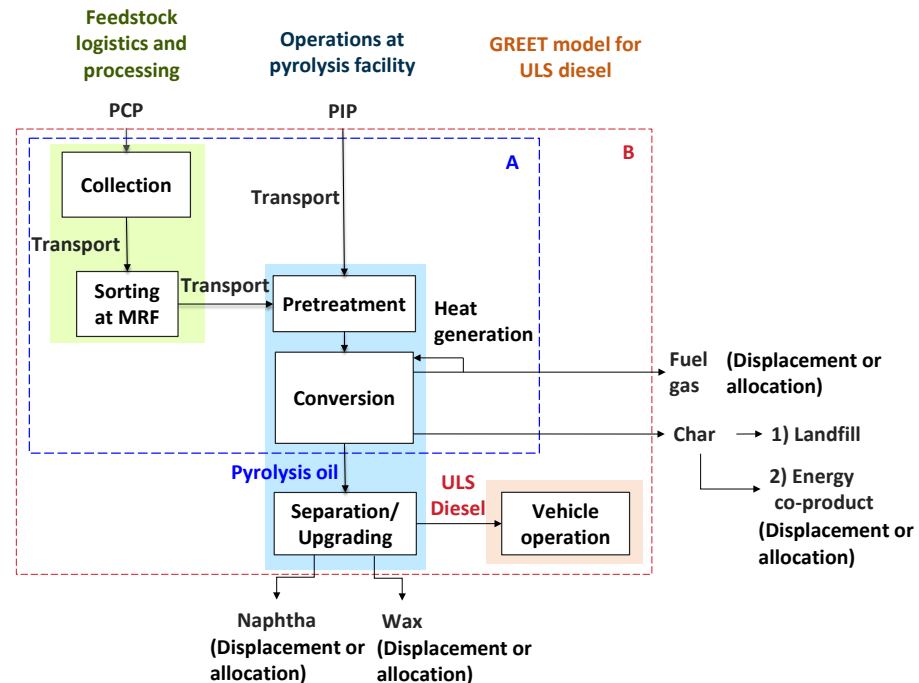 Feedstock
logistics and
processing
Operations at
pyrolysis facility
GREET model for
ULS diesel
PCP
PIP
B
A
Collection
Transport
Transport
Sorting
at MRF
Transport
Pretreatment
Heat
generation
Conversion
Fuel
gas
(Displacement or
allocation)
Char
1) Landfill
2) Energy
co-product
(Displacement or
allocation)
Pyrolysis oil
ULS
Diesel
Separation/
Upgrading
Vehicle
operation
Naphtha
(Displacement or
allocation)
Wax
(Displacement or
allocation)